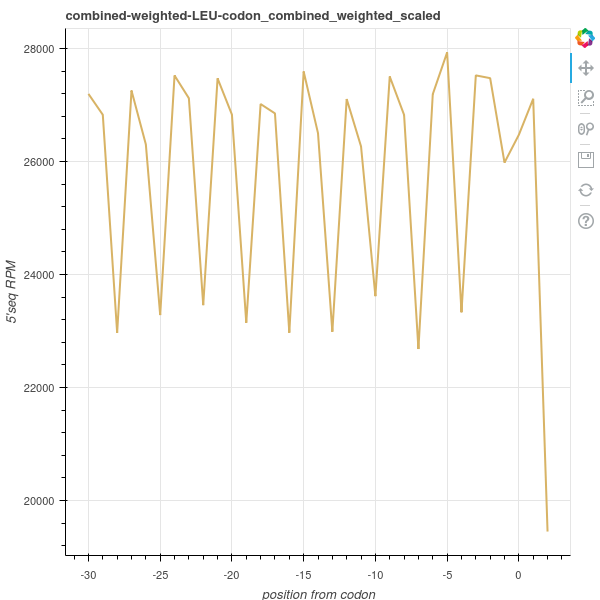 combined-weighted-LEU-codon_combined_weighted_scaled
28000
26000
24000
22000
20000
5'seq RPM
-30 -25 -20 -15 -10 -5 0
position from codon